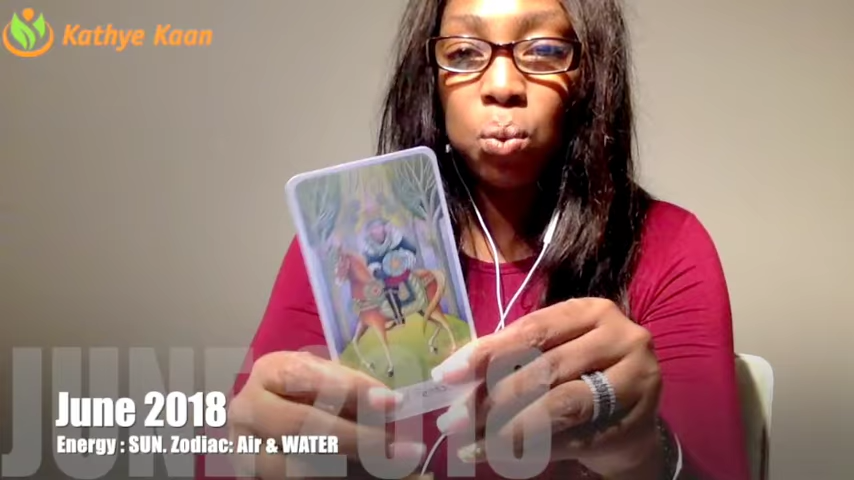 Kathye Kaan
JUNE 2018
June 2018
Energy : SUN. Zodiac: Air & WATER